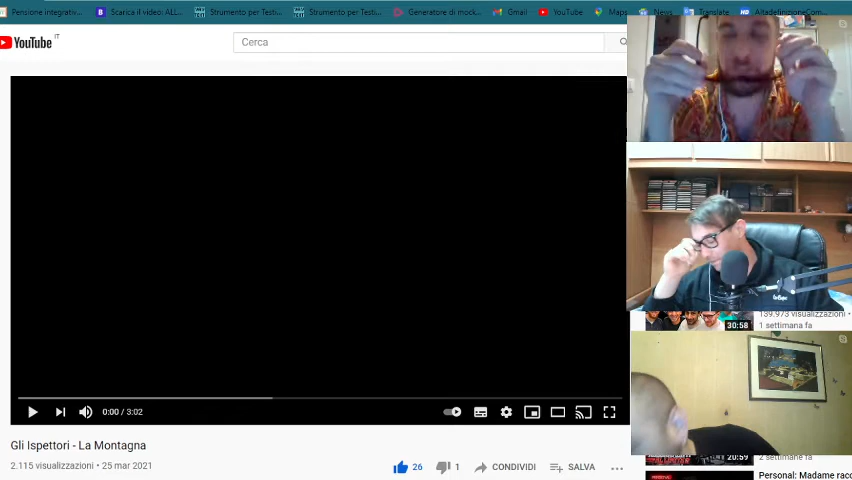 Pensione integrativ...
Scarica il video: ALL...
Strumento per Testi...
Strumento per Testi...
Generatore di mock...
Gmail
YouTube
Maps
News
Translate
AltadefinizioneCom...
YouTube IT
Cerca
0:00 / 3:02
139.973 visualizzazioni
30:58
1 settimana fa
Gli Ispettori - La Montagna
2.115 visualizzazioni • 25 mar 2021
26
1
CONDIVIDI
SALVA
20:59
2 settimane fa
Personal: Madame racc